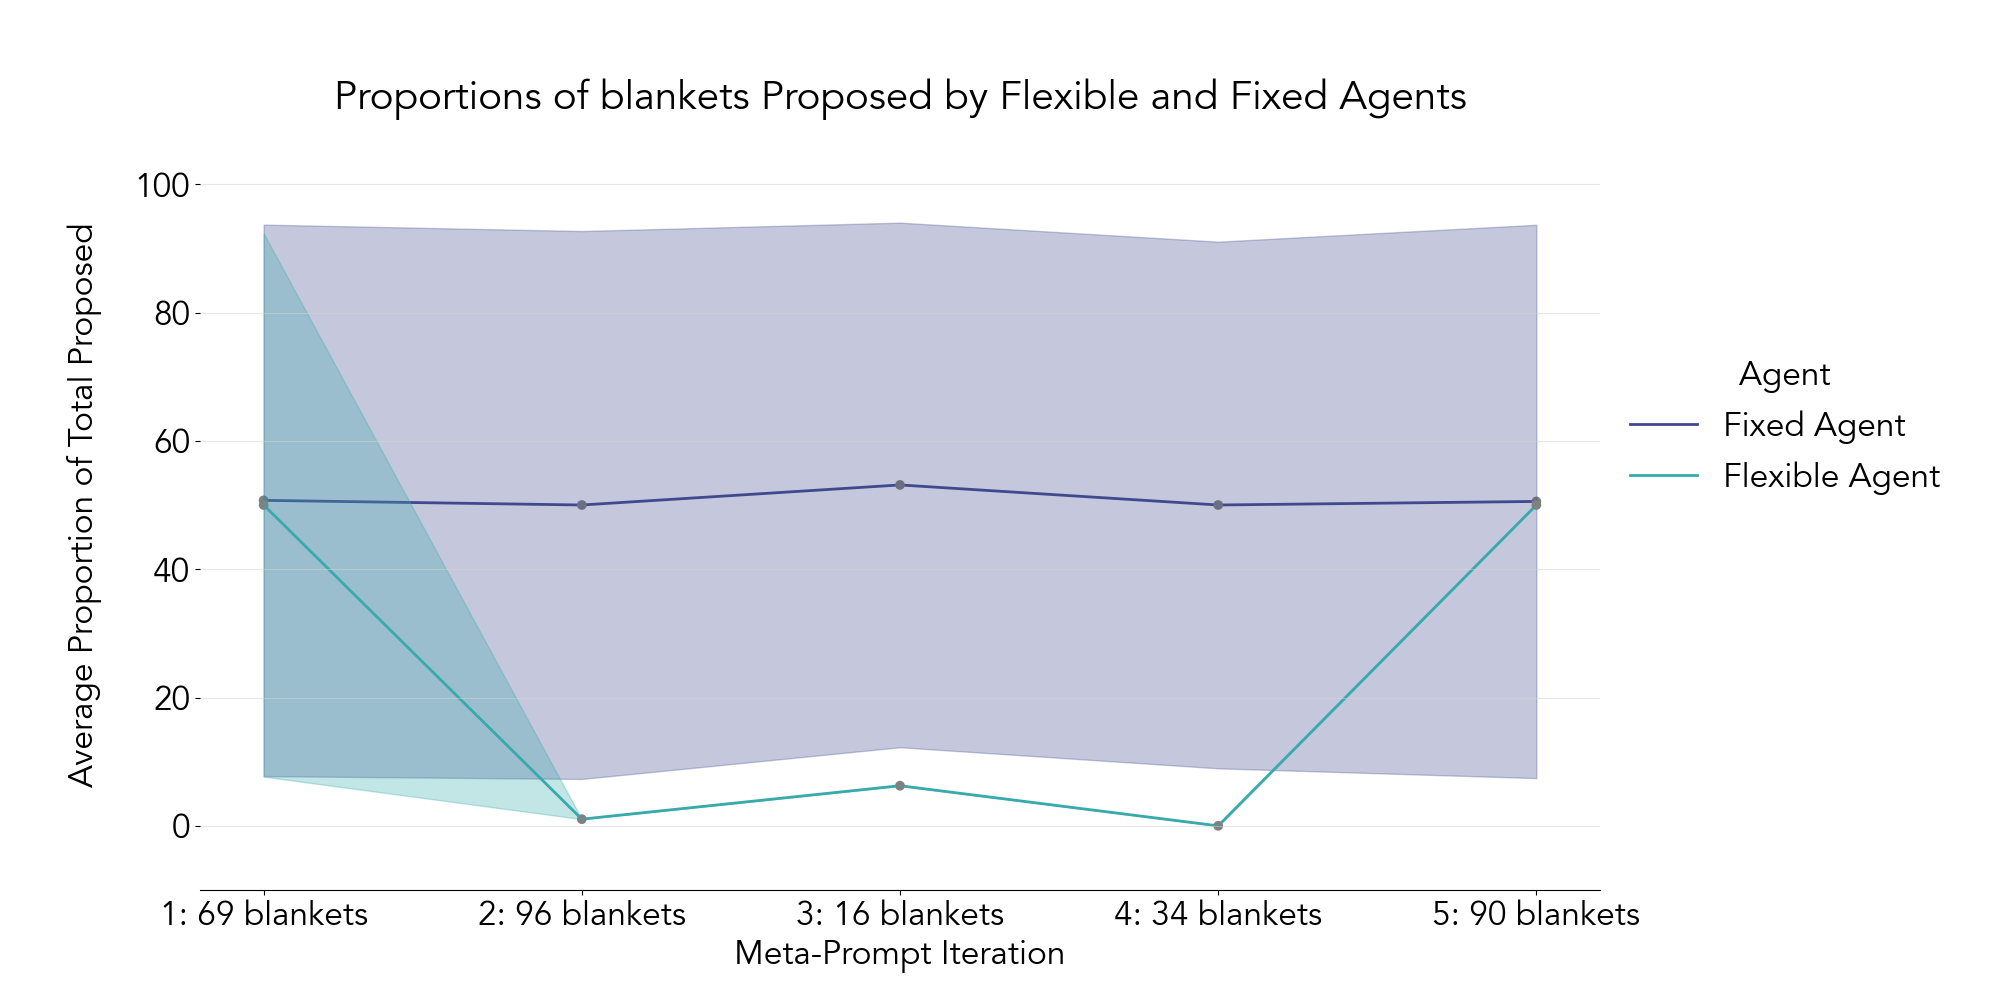 Proportions of blankets Proposed by Flexible and Fixed Agents
Average Proportion of Total Proposed
100
80
60
40
20
0
1: 69 blankets
2: 96 blankets
3: 16 blankets
4: 34 blankets
5: 90 blankets
Meta-Prompt Iteration
Agent
Fixed Agent
Flexible Agent